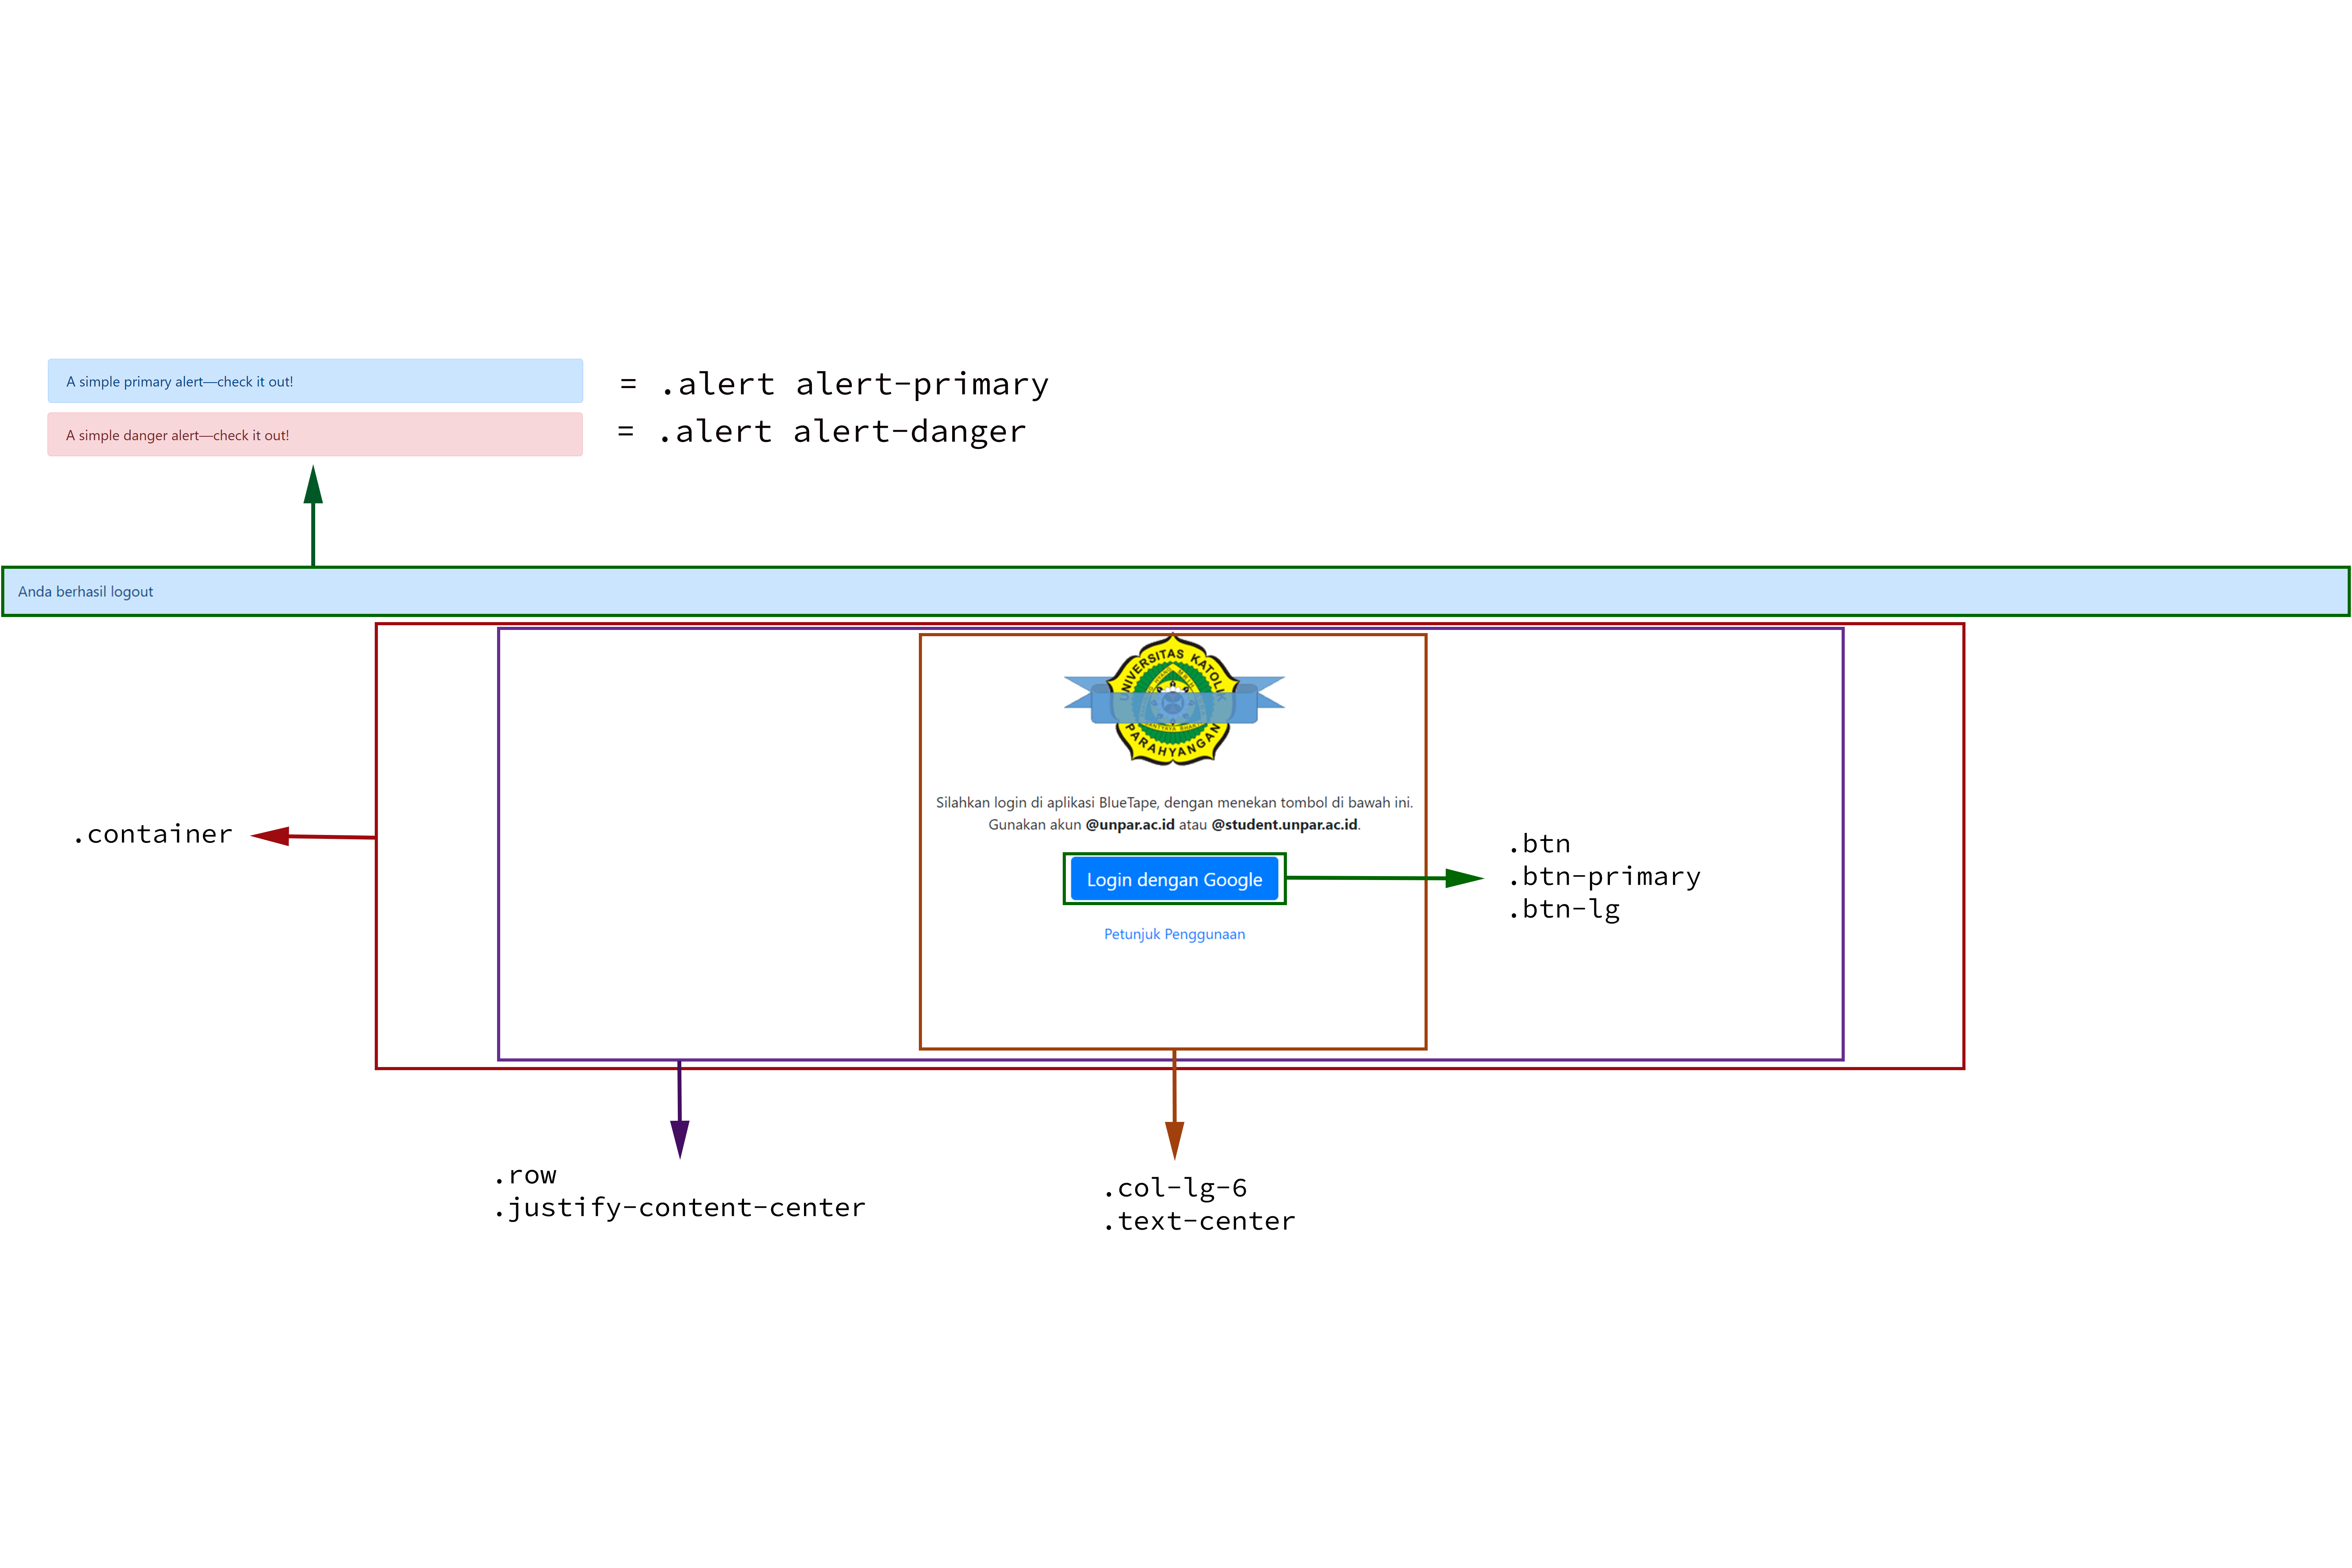 A simple primary alert—check it out!
= .alert alert-primary
A simple danger alert—check it out!
= .alert alert-danger
Anda berhasil logout
UNIVERSITAS KATOLIK
PARAHYANGAN
Silahkan login di aplikasi BlueTape, dengan menekan tombol di bawah ini.
Gunakan akun @unpar.ac.id atau @student.unpar.ac.id.
.container
Login dengan Google
.btn
.btn-primary
.btn-lg
Petunjuk Penggunaan
.row
.justify-content-center
.col-lg-6
.text-center